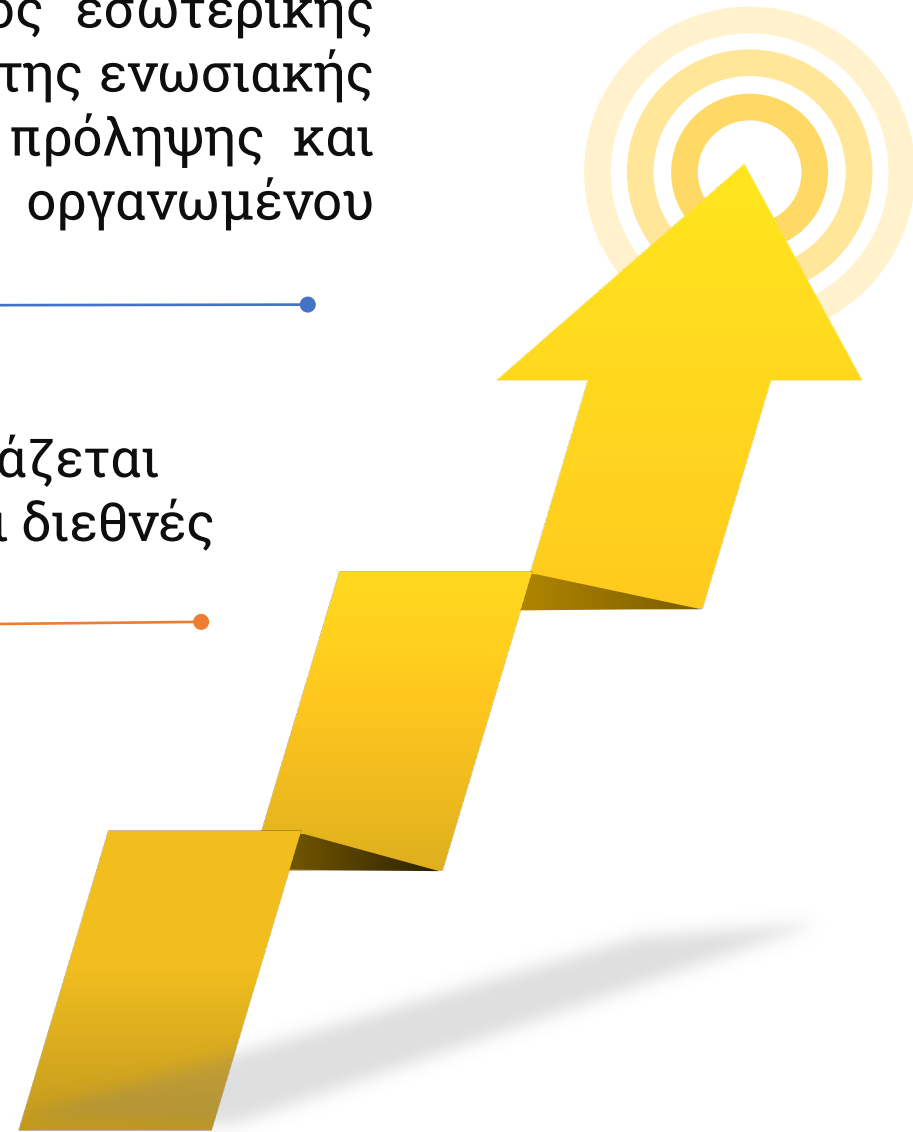 εσωτερικής
της ενωσιακής
πρόληψης και
οργανωμένου
άζεται
διεθνές